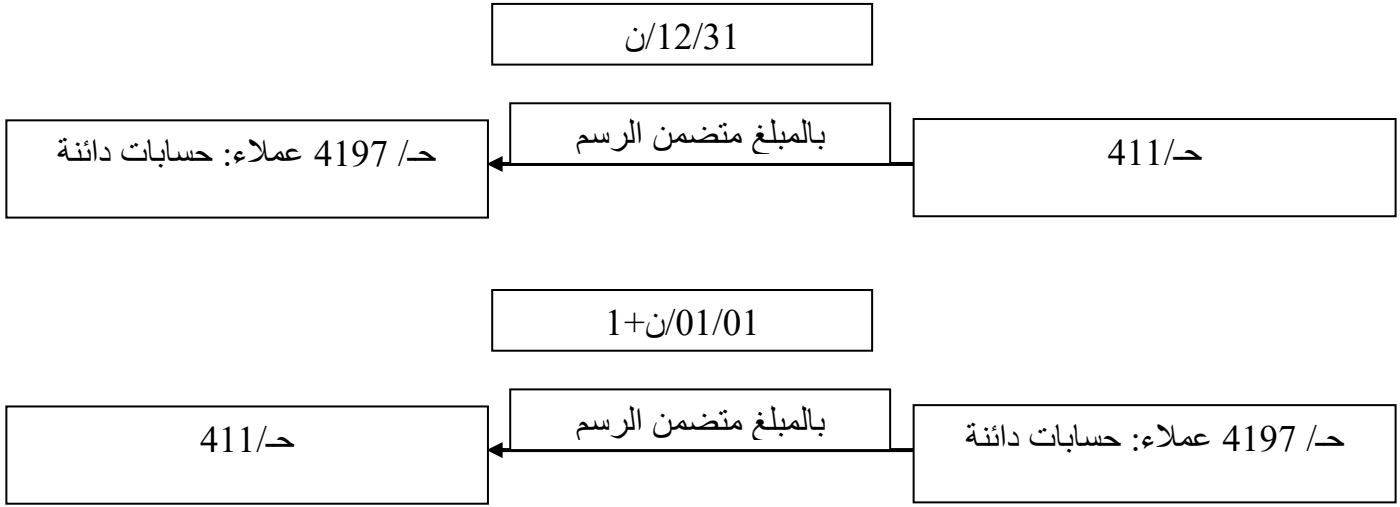 ن/12/31
حـ/411
بالمبلغ متضمن الرسم
حـ/ 4197 عملاء: حسابات دائنة
ن/01/01+1
حـ/ 4197 عملاء: حسابات دائنة
بالمبلغ متضمن الرسم
حـ/411